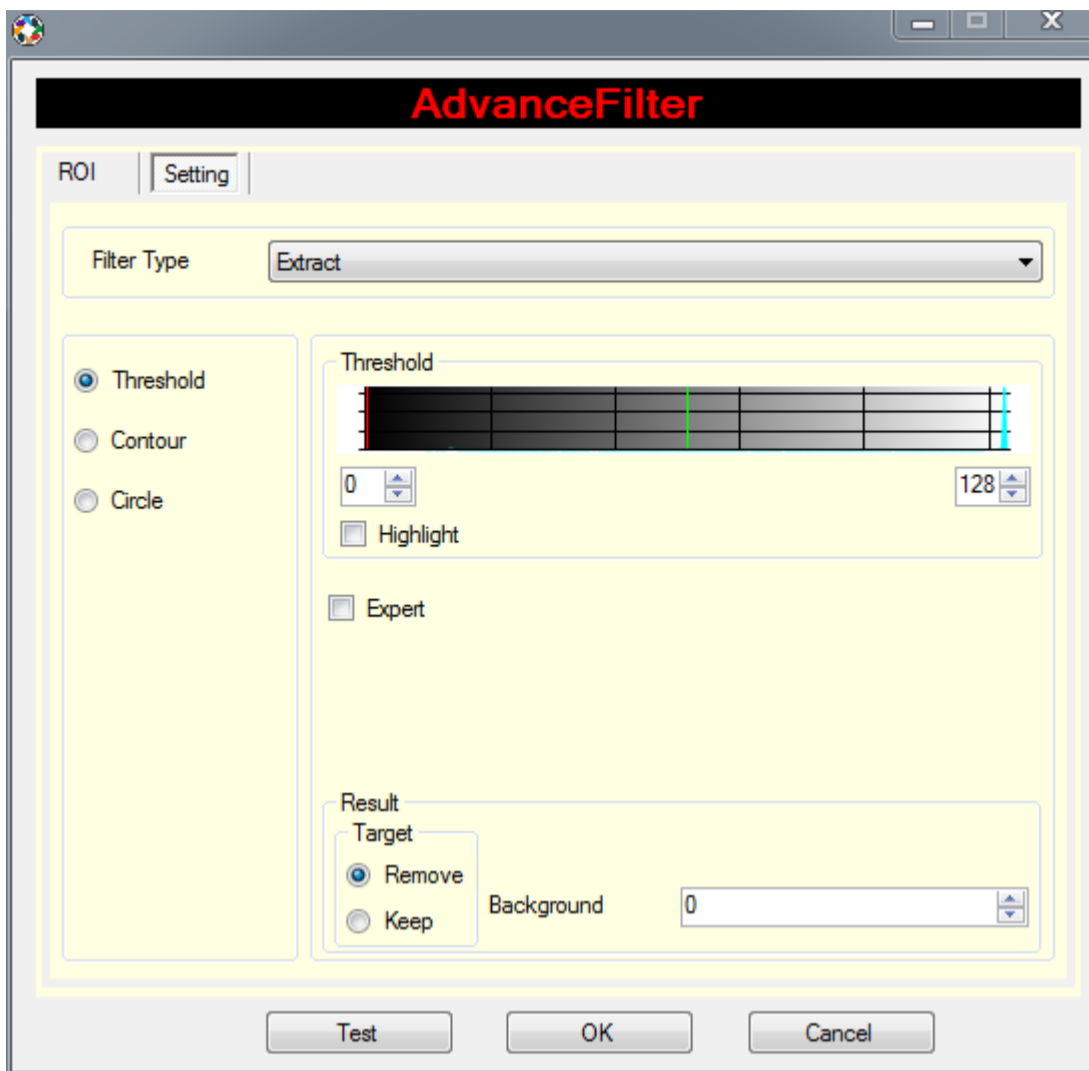 AdvanceFilter
ROI Setting
Filter Type Extract
Threshold
Contour
Circle
Threshold
0 128
Highlight
Expert
Result
Target
Remove
Keep
Background 0
Test OK Cancel